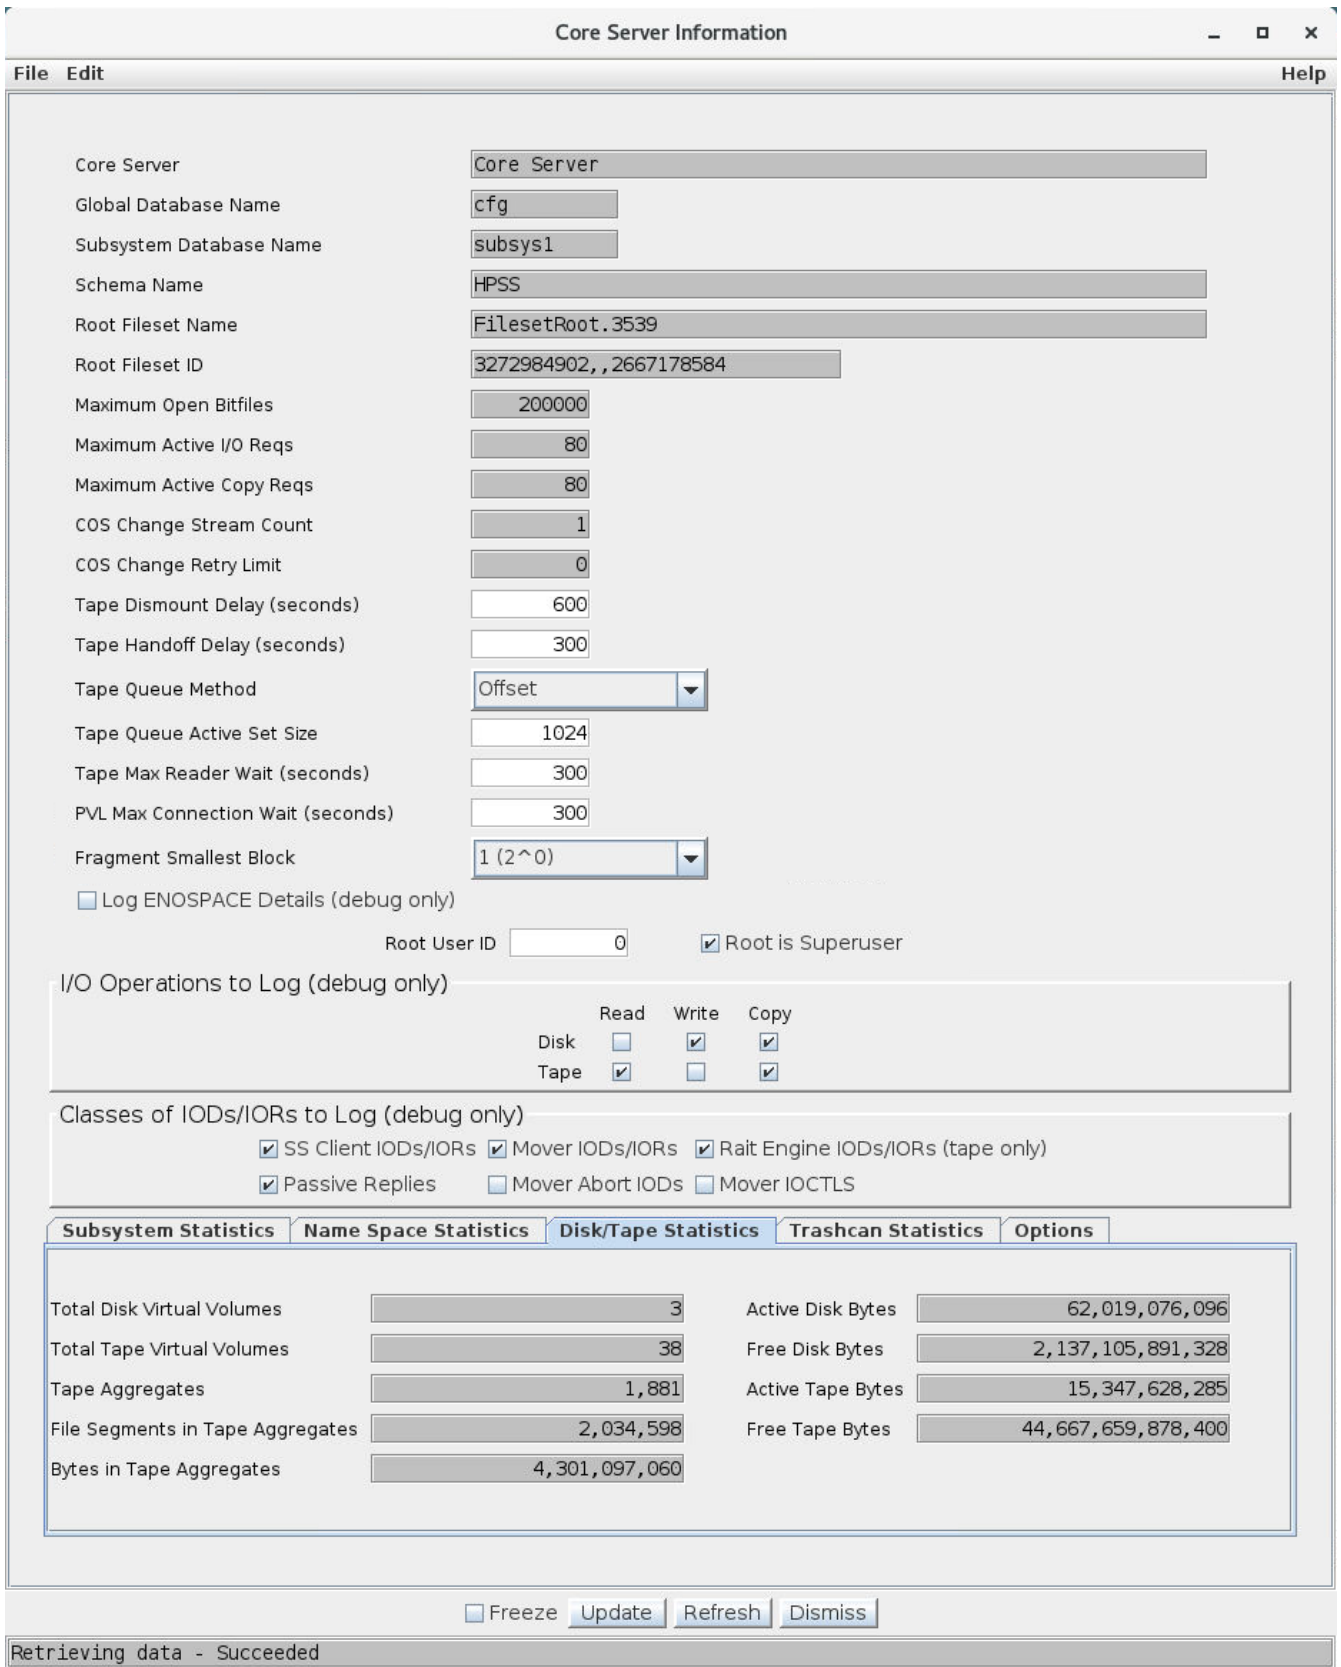 Core Server Information
File Edit Help
Core Server Core Server
Global Database Name cfg
Subsystem Database Name subsys1
Schema Name HPSS
Root Fileset Name FilesetRoot.3539
Root Fileset ID 3272984902,,2667178584
Maximum Open Bitfiles 200000
Maximum Active I/O Reqs 80
Maximum Active Copy Reqs 80
COS Change Stream Count 1
COS Change Retry Limit 0
Tape Dismount Delay (seconds) 600
Tape Handoff Delay (seconds) 300
Tape Queue Method Offset
Tape Queue Active Set Size 1024
Tape Max Reader Wait (seconds) 300
PVL Max Connection Wait (seconds) 300
Fragment Smallest Block 1 (2^0)
Log ENOSPACE Details (debug only)
Root User ID 0 Root is Superuser
I/O Operations to Log (debug only)
Read Write Copy
Disk
Tape
Classes of IODs/IORs to Log (debug only)
SS Client IODs/IORs Mover IODs/IORs Rait Engine IODs/IORs (tape only)
Passive Replies Mover Abort IODs Mover IOCTLS
Subsystem Statistics Name Space Statistics Disk/Tape Statistics Trashcan Statistics Options
Total Disk Virtual Volumes 3 Active Disk Bytes 62,019,076,096
Total Tape Virtual Volumes 38 Free Disk Bytes 2,137,105,891,328
Tape Aggregates 1,881 Active Tape Bytes 15,347,628,285
File Segments in Tape Aggregates 2,034,598 Free Tape Bytes 44,667,659,878,400
Bytes in Tape Aggregates 4,301,097,060
Freeze Update Refresh Dismiss
Retrieving data - Succeeded